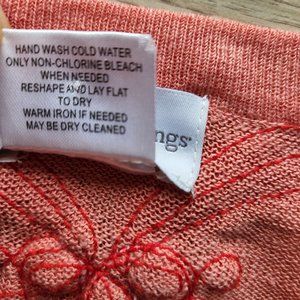 HAND WASH COLD WATER
ONLY NON-CHLORINE BLEACH
WHEN NEEDED
RESHAPE AND LAY FLAT
TO DRY
WARM IRON IF NEEDED
MAY BE DRY CLEANED
ngs